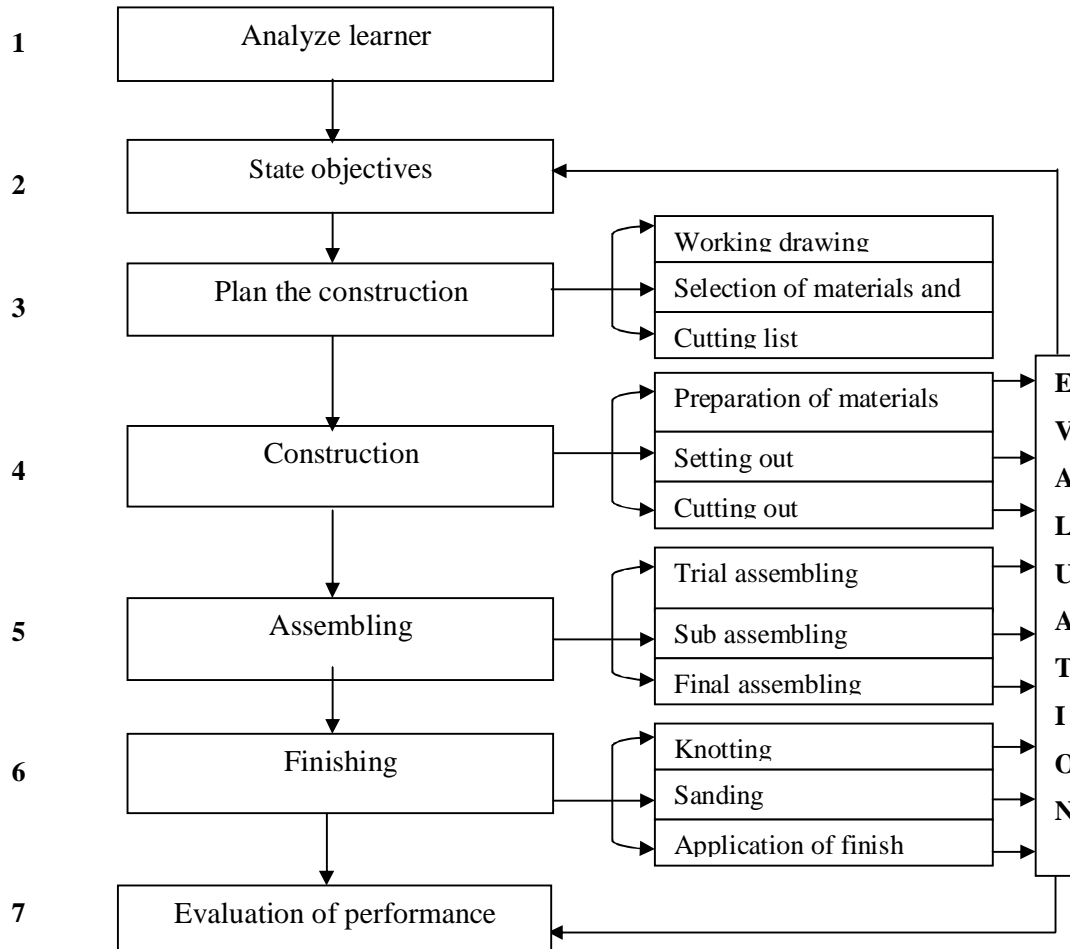 1
Analyze learner
2
State objectives
3
Plan the construction
Working drawing
Selection of materials and
Cutting list
4
Construction
Preparation of materials
Setting out
Cutting out
5
Assembling
Trial assembling
Sub assembling
Final assembling
6
Finishing
Knotting
Sanding
Application of finish
7
Evaluation of performance
E
V
A
L
U
A
T
I
O
N